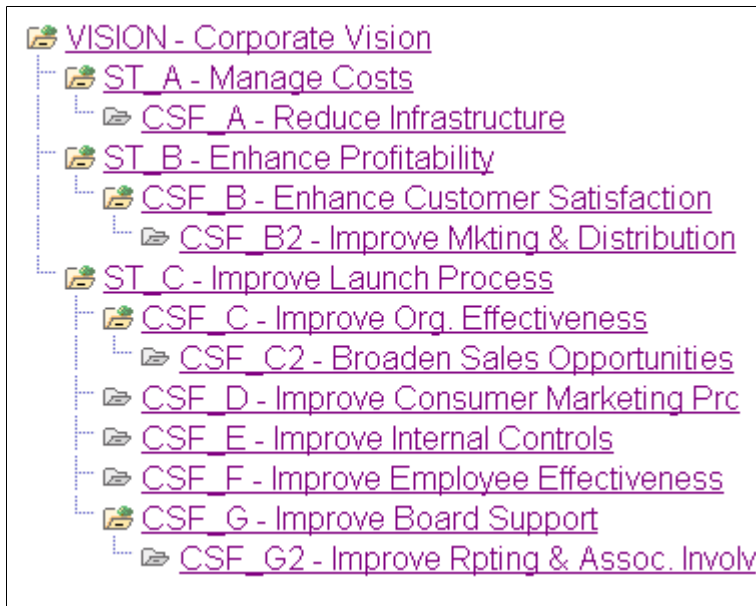 VISION - Corporate Vision
ST_A - Manage Costs
CSF_A - Reduce Infrastructure
ST_B - Enhance Profitability
CSF_B - Enhance Customer Satisfaction
CSF_B2 - Improve Mkting & Distribution
ST_C - Improve Launch Process
CSF_C - Improve Org. Effectiveness
CSF_C2 - Broaden Sales Opportunities
CSF_D - Improve Consumer Marketing Prc
CSF_E - Improve Internal Controls
CSF_F - Improve Employee Effectiveness
CSF_G - Improve Board Support
CSF_G2 - Improve Rpting & Assoc. Involv